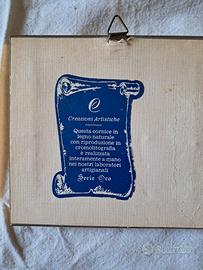 C
Creazioni Artistiche
Questa cornice in
legno naturale
con riproduzione in
cromolitografia
è realizzata
interamente a mano
nei nostri laboratori
artigianali
Serie Oro